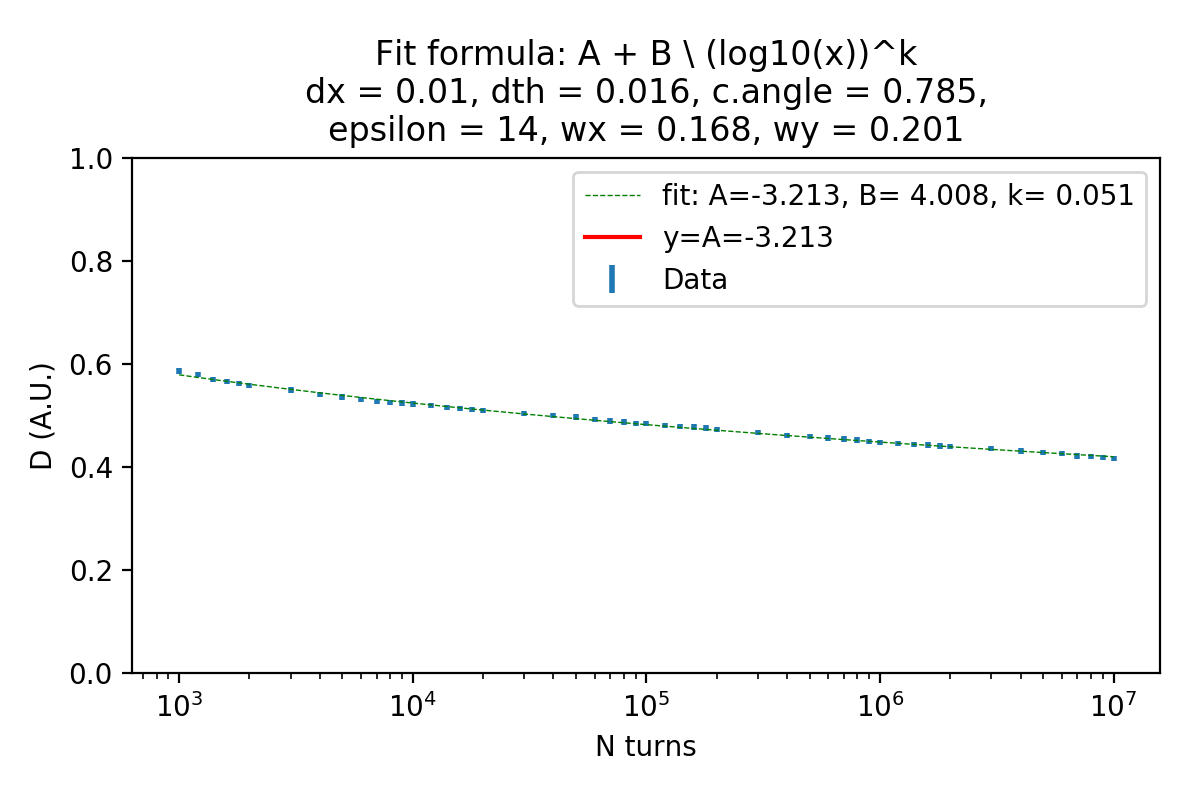 Fit formula: A + B \ (log10(x))^k
dx = 0.01, dth = 0.016, c.angle = 0.785,
epsilon = 14, wx = 0.168, wy = 0.201
fit: A=-3.213, B= 4.008, k= 0.051
y=A=-3.213
Data
D (A.U.)
1.0
0.8
0.6
0.4
0.2
0.0
10³ 10⁴ 10⁵ 10⁶ 10⁷
N turns